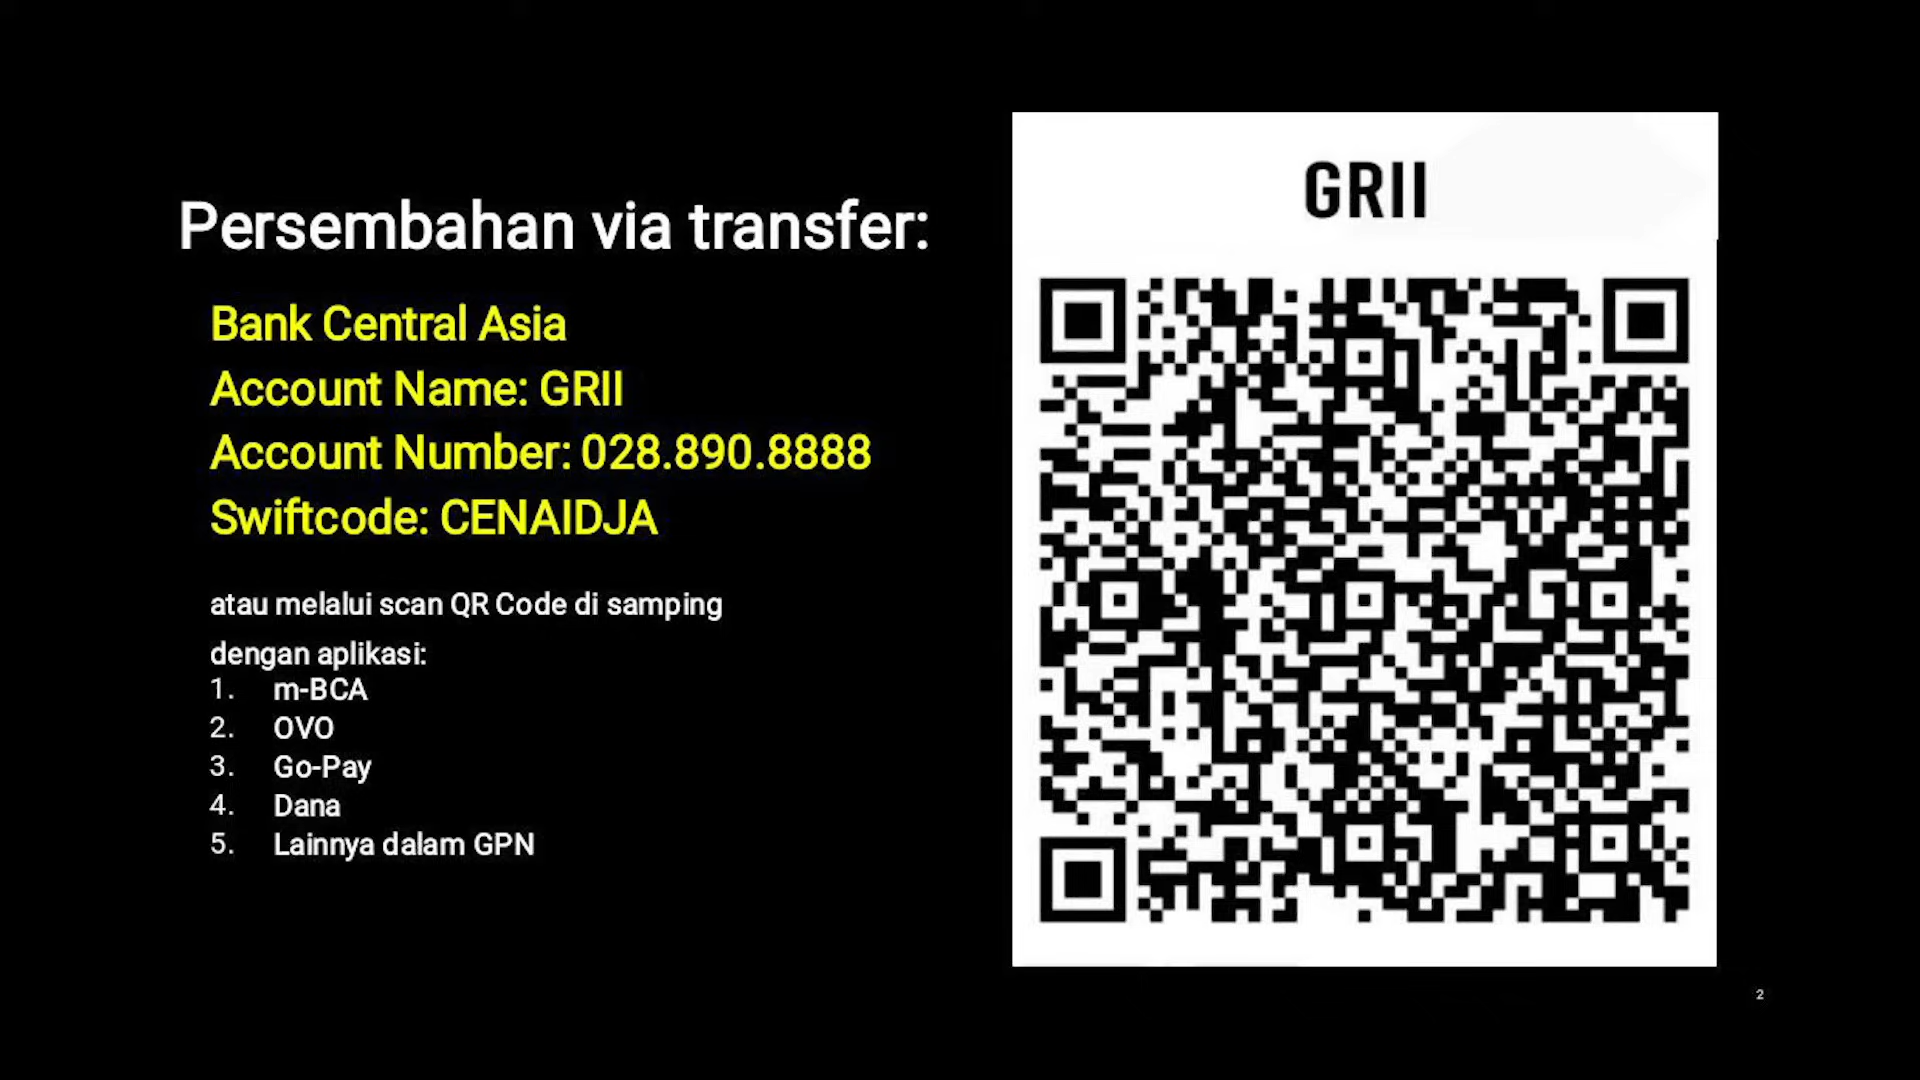 Persembahan via transfer:
Bank Central Asia
Account Name: GRII
Account Number: 028.890.8888
Swiftcode: CENAIDJA
atau melalui scan QR Code di samping
dengan aplikasi:
1. m-BCA
2. OVO
3. Go-Pay
4. Dana
5. Lainnya dalam GPN
GRII
2